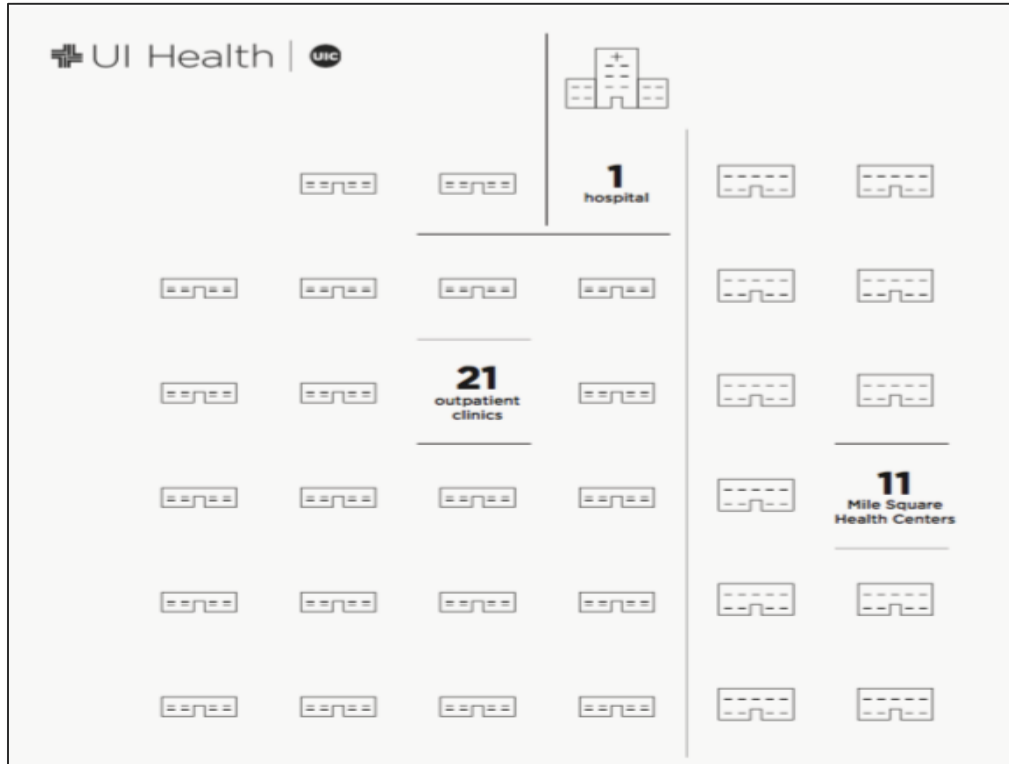 UI Health | UIC
1
hospital
21
outpatient
clinics
11
Mile Square
Health Centers